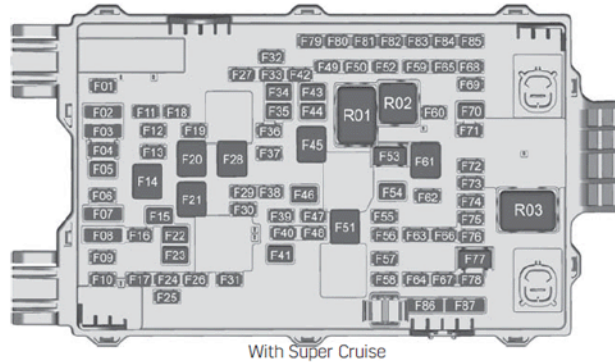 F79 F80 F81 F82 F83 F84 F85
F32
F27 F33 F42 F49 F50 F52 F59 F65 F68
F01 F34 F43 R01 R02 F69
F02 F11 F18 F35 F44 F60 F70
F03 F12 F19 F36 F45 F71
F04 F13 F20 F28 F37 F53 F61
F05 F14 F72
F73
F06 F21 F29 F38 F46 F54 F62 F74 R03
F07 F15 F30 F39 F47 F51 F55 F75
F08 F16 F22 F40 F48 F56 F63 F66 F76
F09 F23 F41 F57 F77
F10 F17 F24 F26 F31 F58 F64 F67 F78
F25 F86 F87
With Super Cruise